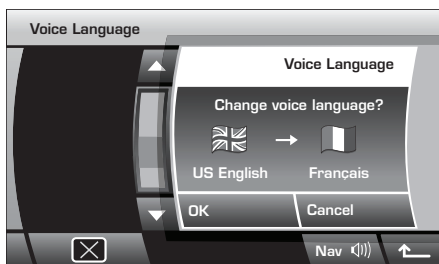 Voice Language
Voice Language
Change voice language?
US English
Français
OK
Cancel
Nav